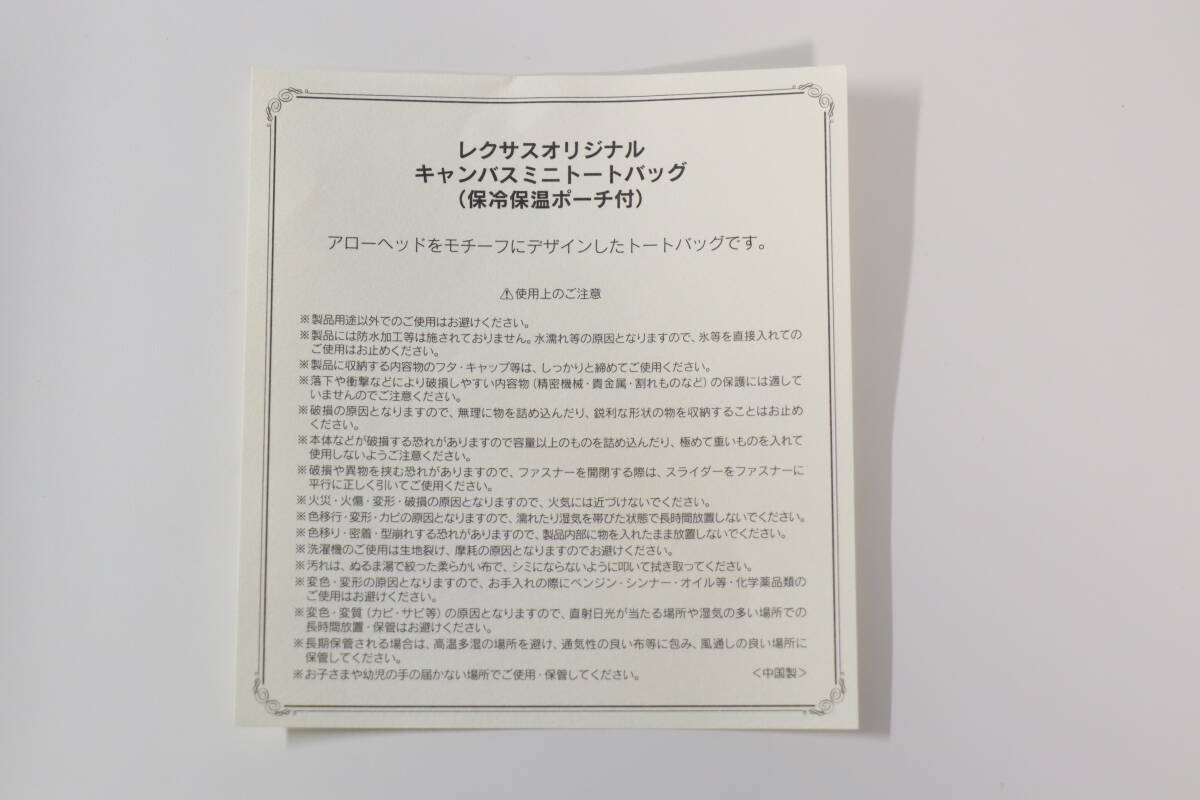 レクサスオリジナル
キャンバスミニトートバッグ
（保冷保温ポーチ付）
アローヘッドをモチーフにデザインしたトートバッグです。
⚠使用上のご注意
※製品用途以外でのご使用はお避けください。
※製品には防水加工等は施されておりません。水濡れ等の原因となりますので、氷等を直接入れての
ご使用はお止めください。
※製品に収納する内容物のフタ・キャップ等は、しっかりと締めてご使用ください。
※落下や衝撃などにより破損しやすい内容物（精密機械・貴金属・割れものなど）の保護には適して
いませんのでご注意ください。
※破損の原因となりますので、無理に物を詰め込んだり、鋭利な形状の物を収納することはお止め
ください。
※本体などが破損する恐れがありますので容量以上のものを詰め込んだり、極めて重いものを入れて
使用しないようご注意ください。
※破損や異物を挟む恐れがありますので、ファスナーを開閉する際は、スライダーをファスナーに
平行に正しく引いてご使用ください。
※火災・火傷・変形・破損の原因となりますので、火気には近づけないでください。
※色移行・変形・カビの原因となりますので、濡れたり湿気を帯びた状態で長時間放置しないでください。
※色移り・密着・型崩れする恐れがありますので、製品内部に物を入れたまま放置しないでください。
※洗濯機のご使用は生地裂け、摩耗の原因となりますのでお避けください。
※汚れは、ぬるま湯で絞った柔らかい布で、シミにならないように叩いて拭き取ってください。
※変色・変形の原因となりますので、お手入れの際にベンジン・シンナー・オイル等・化学薬品類の
ご使用はお避けください。
※変色・変質（カビ・サビ等）の原因となりますので、直射日光が当たる場所や湿気の多い場所での
長時間放置・保管はお避けください。
※長期保管される場合は、高温多湿の場所を避け、通気性の良い布等に包み、風通しの良い場所に
保管してください。
※お子さまや幼児の手の届かない場所でご使用・保管してください。
＜中国製＞